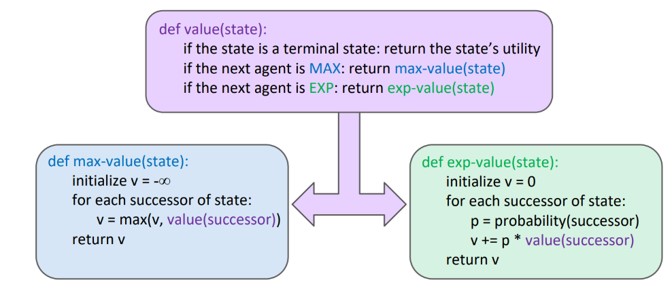 def value(state):
if the state is a terminal state: return the state’s utility
if the next agent is MAX: return max-value(state)
if the next agent is EXP: return exp-value(state)
def max-value(state):
initialize v = -∞
for each successor of state:
v = max(v, value(successor))
return v
def exp-value(state):
initialize v = 0
for each successor of state:
p = probability(successor)
v += p * value(successor)
return v